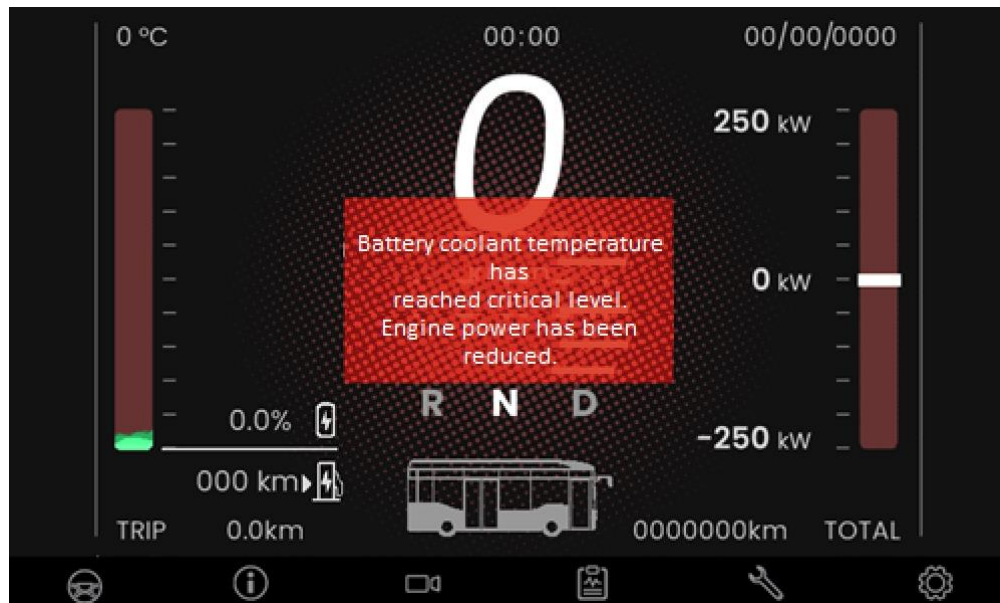 0 °C 00:00 00/00/0000
0
250 kW
Battery coolant temperature
has
reached critical level.
Engine power has been
reduced.
0 kW
R N D
0.0%
-250 kW
000 km
TRIP 0.0km 0000000km TOTAL